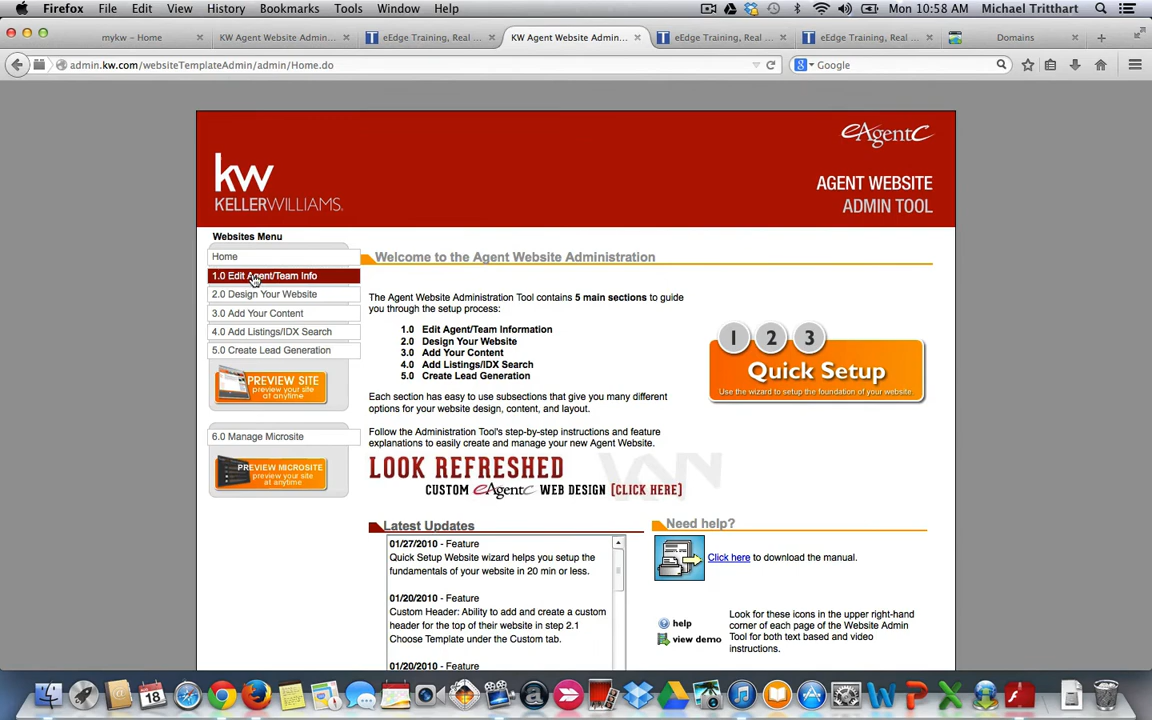 Firefox File Edit View History Bookmarks Tools Window Help Mon 10:58 AM Michael Tritthart
mykw – Home
KW Agent Website Admin...
eEdge Training, Real ...
KW Agent Website Admin...
eEdge Training, Real ...
eEdge Training, Real ...
Domains
admin.kw.com/websiteTemplateAdmin/admin/Home.do
Google
eAgentC
kw
KELLERWILLIAMS.
AGENT WEBSITE
ADMIN TOOL
Websites Menu
Home
1.0 Edit Agent/Team Info
2.0 Design Your Website
3.0 Add Your Content
4.0 Add Listings/IDX Search
5.0 Create Lead Generation
PREVIEW SITE
preview your site
at anytime
6.0 Manage Microsite
PREVIEW MICROSITE
preview your site
at anytime
Welcome to the Agent Website Administration
The Agent Website Administration Tool contains 5 main sections to guide
you through the setup process:
1.0 Edit Agent/Team Information
2.0 Design Your Website
3.0 Add Your Content
4.0 Add Listings/IDX Search
5.0 Create Lead Generation
Each section has easy to use subsections that give you many different
options for your website design, content, and layout.
Follow the Administration Tool's step-by-step instructions and feature
explanations to easily create and manage your new Agent Website.
1 2 3
Quick Setup
Use the wizard to setup the foundation of your website.
LOOK REFRESHED
CUSTOM eAgentC WEB DESIGN [CLICK HERE]
Latest Updates
01/27/2010 - Feature
Quick Setup Website wizard helps you setup the
fundamentals of your website in 20 min or less.
01/20/2010 - Feature
Custom Header: Ability to add and create a custom
header for the top of their website in step 2.1
Choose Template under the Custom tab.
01/20/2010 - Feature
Need help?
Click here to download the manual.
help
view demo
Look for these icons in the upper right-hand
corner of each page of the Website Admin
Tool for both text based and video
instructions.
18